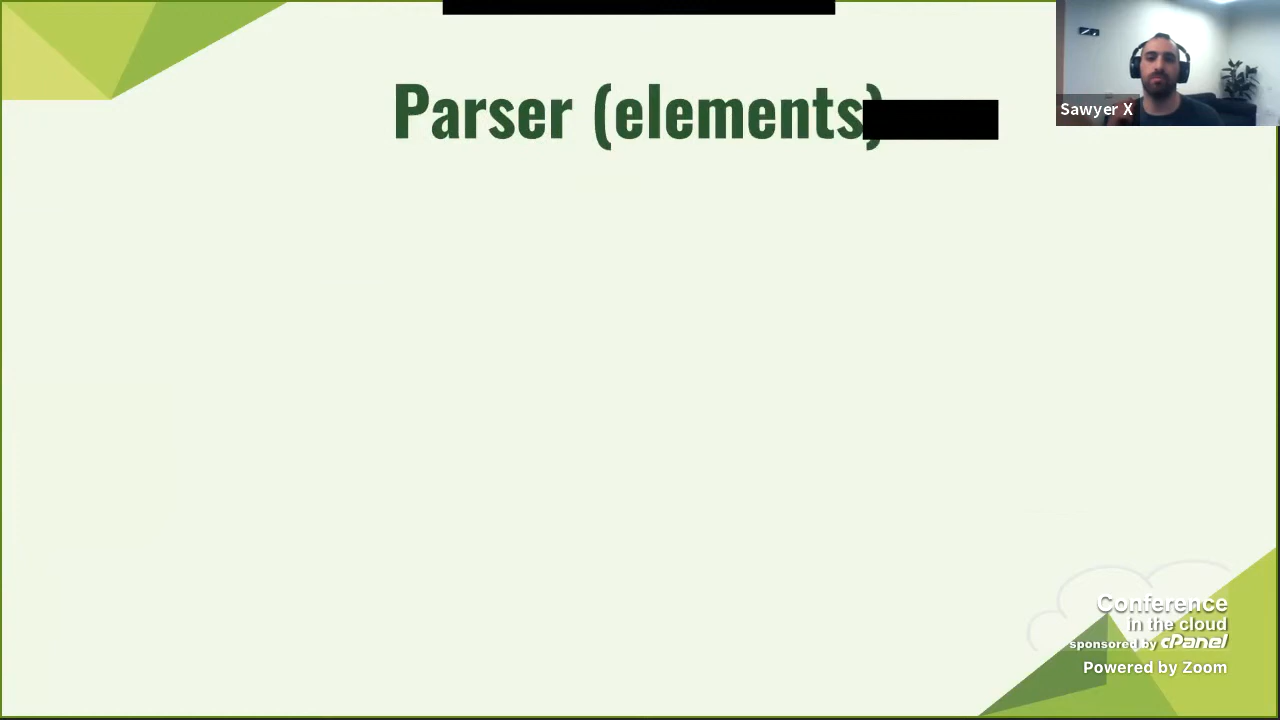 Parser (elements)
Sawyer X
Conference
in the cloud
sponsored by cPanel
Powered by Zoom